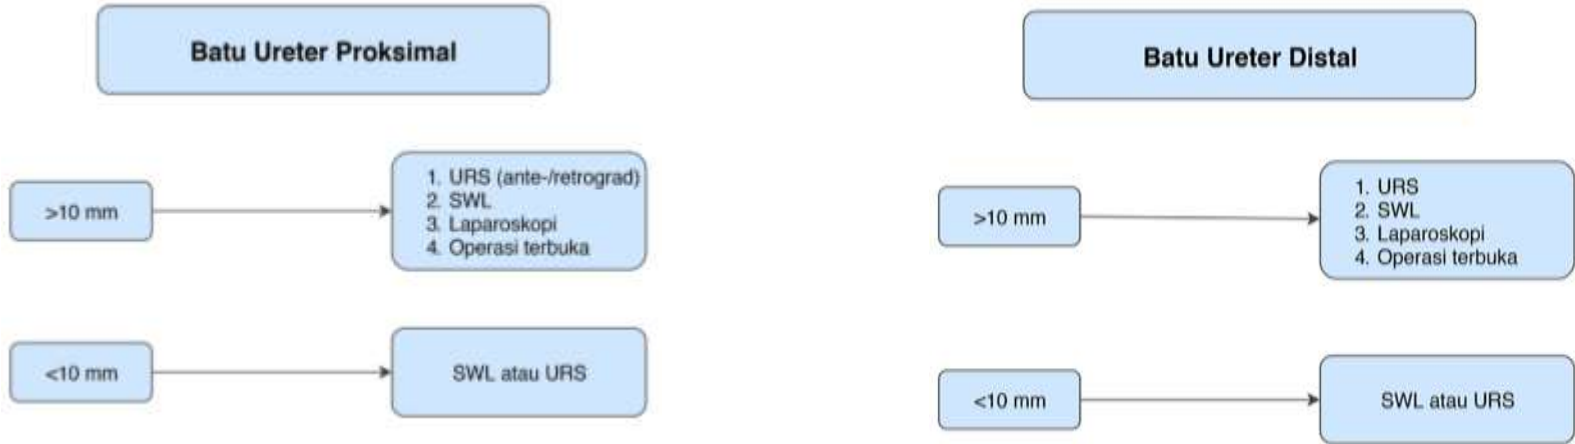 Batu Ureter Proksimal
>10 mm
1. URS (ante-/retrograd)
2. SWL
3. Laparoskopi
4. Operasi terbuka
<10 mm
SWL atau URS
Batu Ureter Distal
>10 mm
1. URS
2. SWL
3. Laparoskopi
4. Operasi terbuka
<10 mm
SWL atau URS